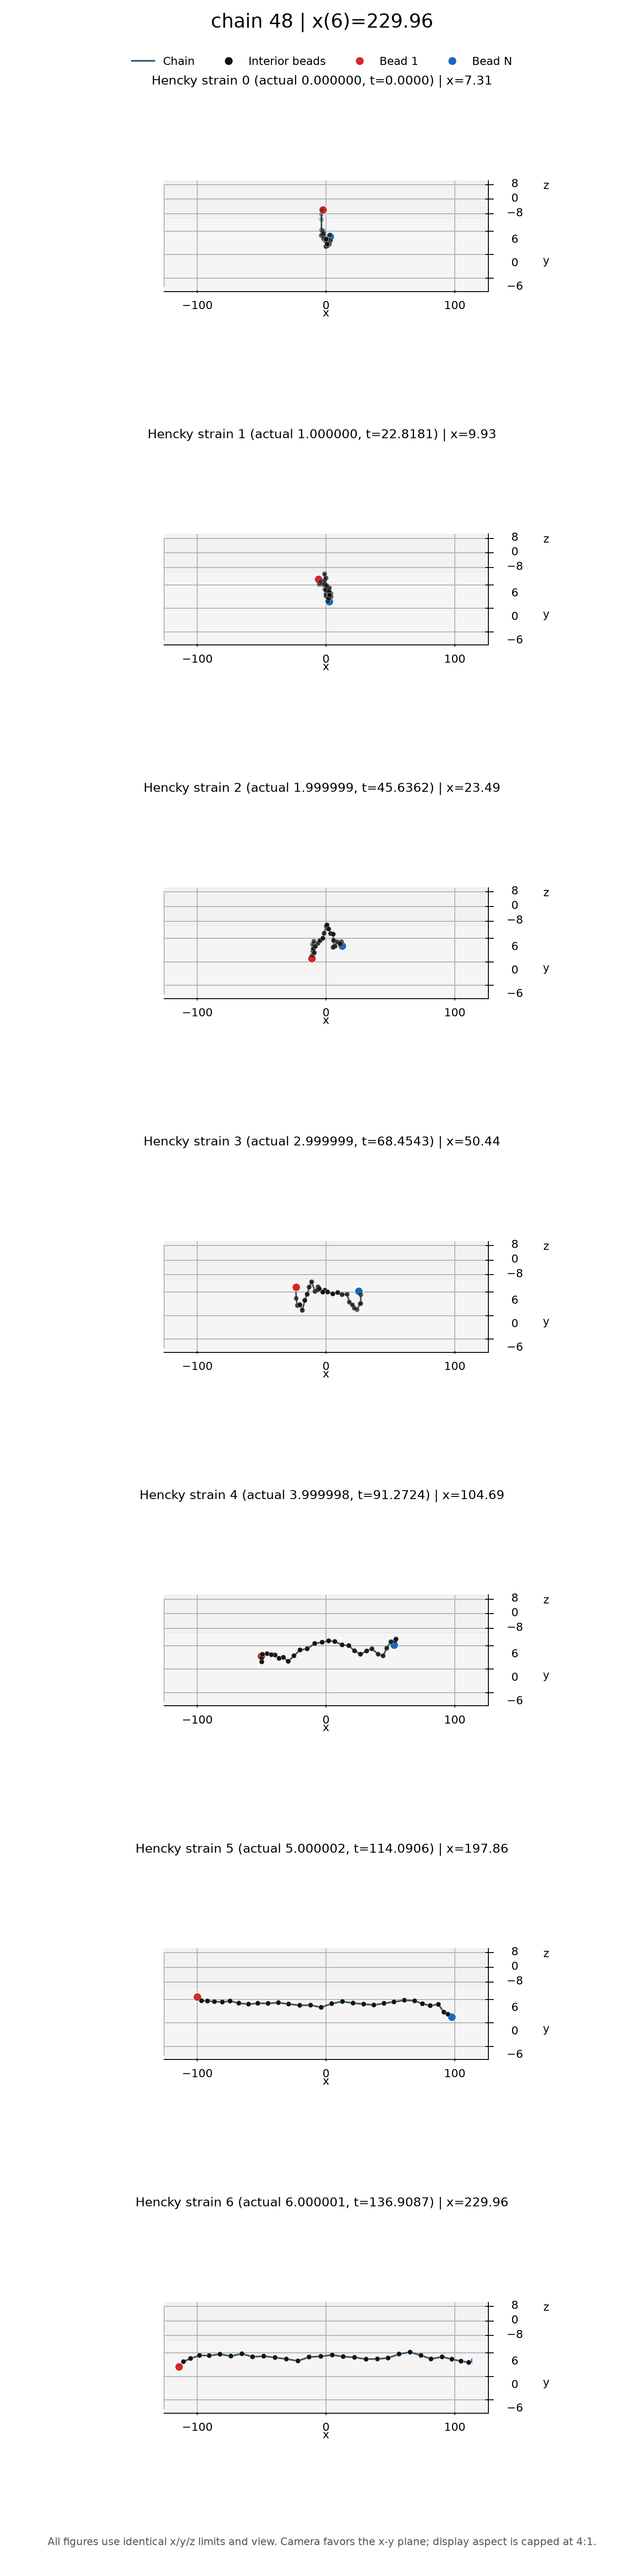 chain 48 | x(6)=229.96
Chain Interior beads Bead 1 Bead N
Hencky strain 0 (actual 0.000000, t=0.0000) | x=7.31
8 z
0
−8
6
0 y
−6
−100 0 100
x
Hencky strain 1 (actual 1.000000, t=22.8181) | x=9.93
8 z
0
−8
6
0 y
−6
−100 0 100
x
Hencky strain 2 (actual 1.999999, t=45.6362) | x=23.49
8 z
0
−8
6
0 y
−6
−100 0 100
x
Hencky strain 3 (actual 2.999999, t=68.4543) | x=50.44
8 z
0
−8
6
0 y
−6
−100 0 100
x
Hencky strain 4 (actual 3.999998, t=91.2724) | x=104.69
8 z
0
−8
6
0 y
−6
−100 0 100
x
Hencky strain 5 (actual 5.000002, t=114.0906) | x=197.86
8 z
0
−8
6
0 y
−6
−100 0 100
x
Hencky strain 6 (actual 6.000001, t=136.9087) | x=229.96
8 z
0
−8
6
0 y
−6
−100 0 100
x
All figures use identical x/y/z limits and view. Camera favors the x-y plane; display aspect is capped at 4:1.